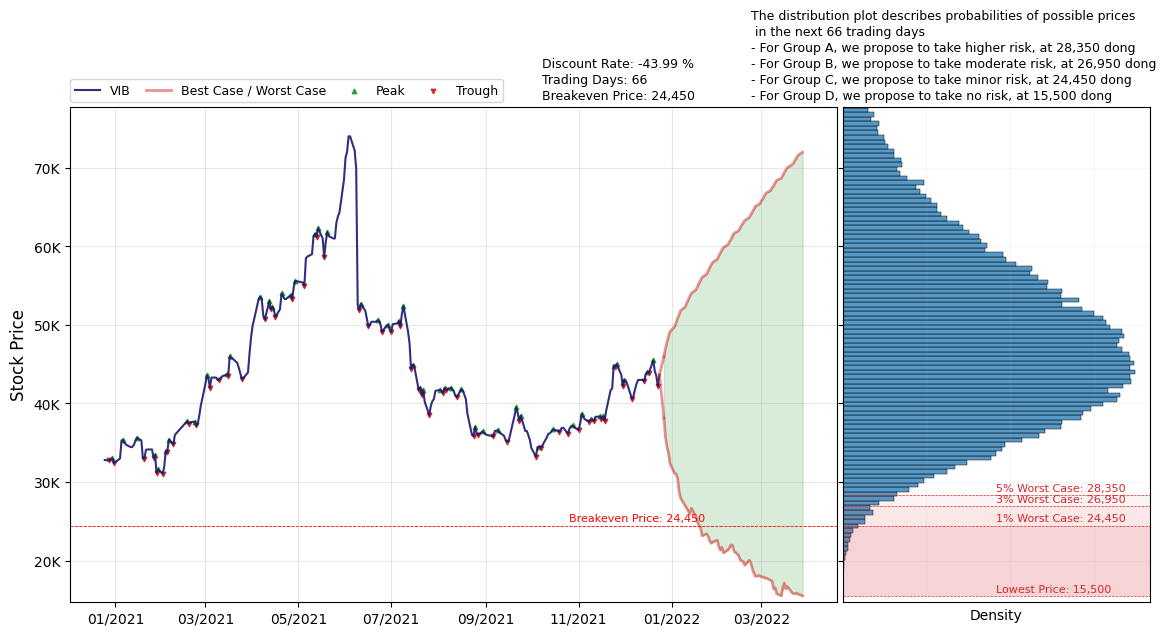 The distribution plot describes probabilities of possible prices
in the next 66 trading days
- For Group A, we propose to take higher risk, at 28,350 dong
- For Group B, we propose to take moderate risk, at 26,950 dong
- For Group C, we propose to take minor risk, at 24,450 dong
- For Group D, we propose to take no risk, at 15,500 dong
Discount Rate: -43.99 %
Trading Days: 66
Breakeven Price: 24,450
VIB
Best Case / Worst Case
Peak
Trough
Stock Price
70K
60K
50K
40K
30K
20K
Breakeven Price: 24,450
5% Worst Case: 28,350
3% Worst Case: 26,950
1% Worst Case: 24,450
Lowest Price: 15,500
01/2021
03/2021
05/2021
07/2021
09/2021
11/2021
01/2022
03/2022
Density